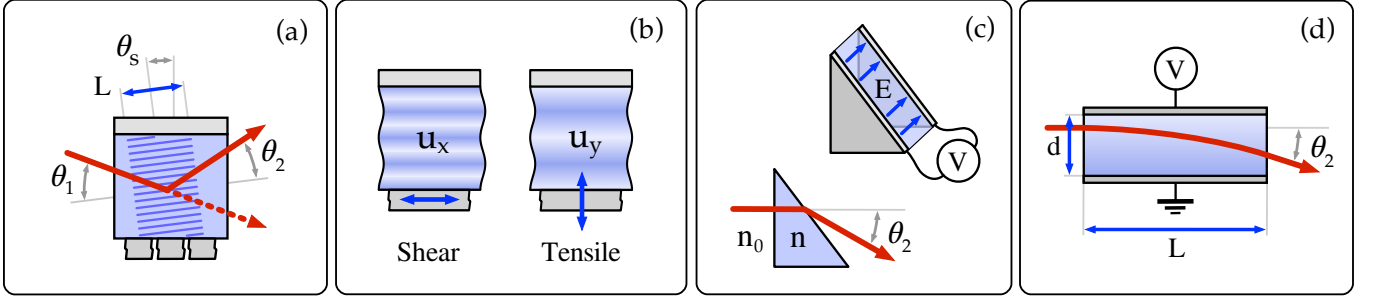 (a)
θs
L
θ1
θ2
(b)
ux
uy
Shear
Tensile
(c)
E
V
n0
n
θ2
(d)
V
d
θ2
L